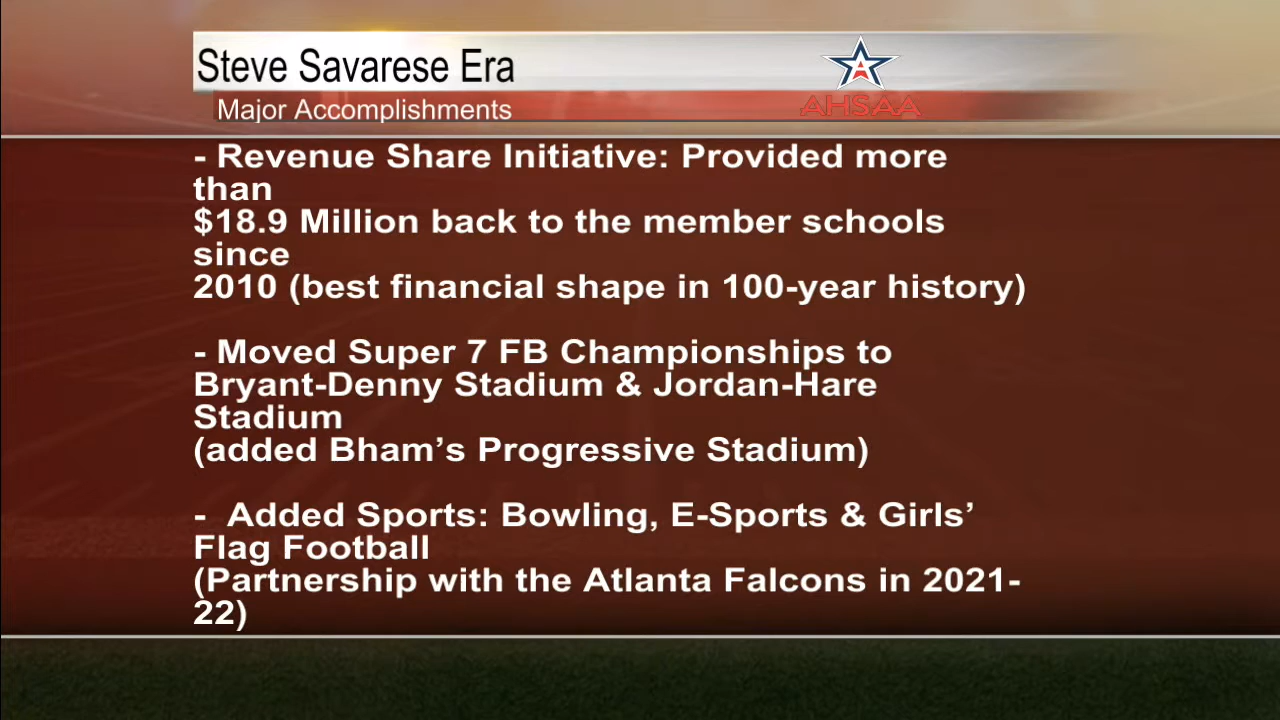 Steve Savarese Era
Major Accomplishments
A
AHSAA
- Revenue Share Initiative: Provided more
than
$18.9 Million back to the member schools
since
2010 (best financial shape in 100-year history)
- Moved Super 7 FB Championships to
Bryant-Denny Stadium & Jordan-Hare
Stadium
(added Bham’s Progressive Stadium)
-  Added Sports: Bowling, E-Sports & Girls’
Flag Football
(Partnership with the Atlanta Falcons in 2021-
22)